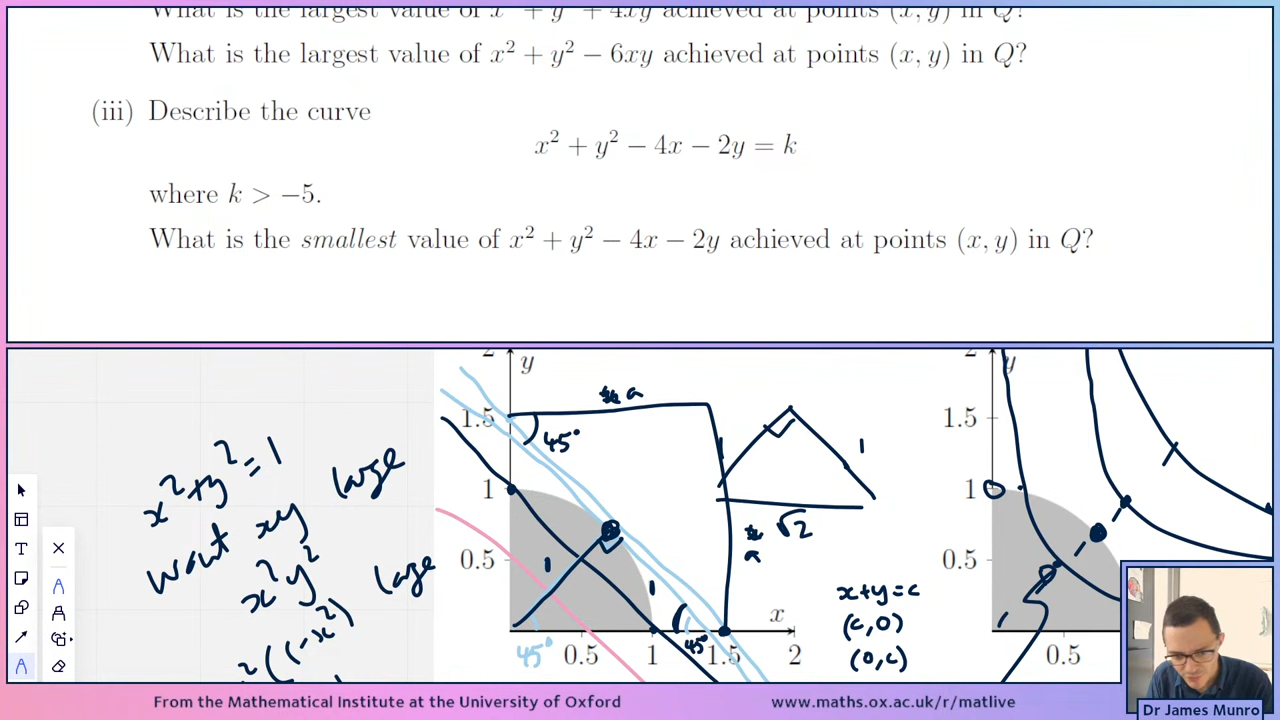 What is the largest value of x² + y² + 4xy achieved at points (x, y) in Q?
What is the largest value of x² + y² − 6xy achieved at points (x, y) in Q?
(iii) Describe the curve
x² + y² − 4x − 2y = k
where k > −5.
What is the smallest value of x² + y² − 4x − 2y achieved at points (x, y) in Q?
x²+y²=1
want xy large
x²y² large
x²(1-x²)
2 y
1.5
1
0.5
a
45°
1
1
45°
45°
0.5 1 1.5 2
x
1
√2
a
x+y=c
(c,0)
(0,c)
2 y
1.5
1
0.5
0.5
T
A
A
From the Mathematical Institute at the University of Oxford
www.maths.ox.ac.uk/r/matlive
Dr James Munro